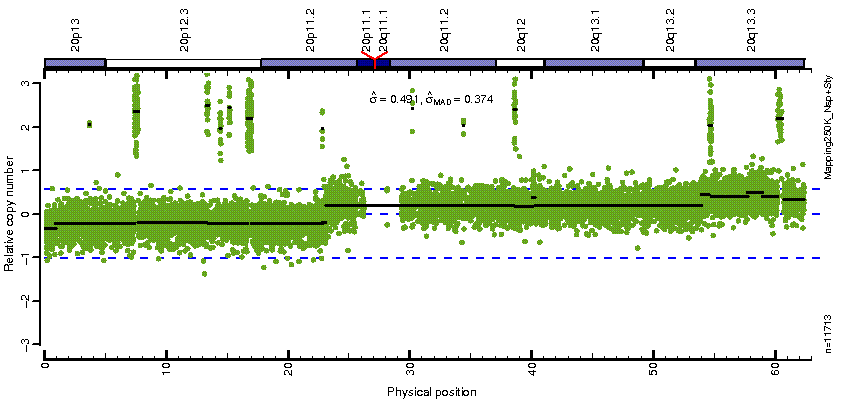 20p13
20p12.3
20p11.2
20p11.1
20q11.1
20q11.2
20q12
20q13.1
20q13.2
20q13.3
σ̂ = 0.491, σ̂MAD = 0.374
Relative copy number
3
2
1
0
−1
−2
−3
0
10
20
30
40
50
60
Physical position
Mapping250K_Nsp+Sty
n=11713